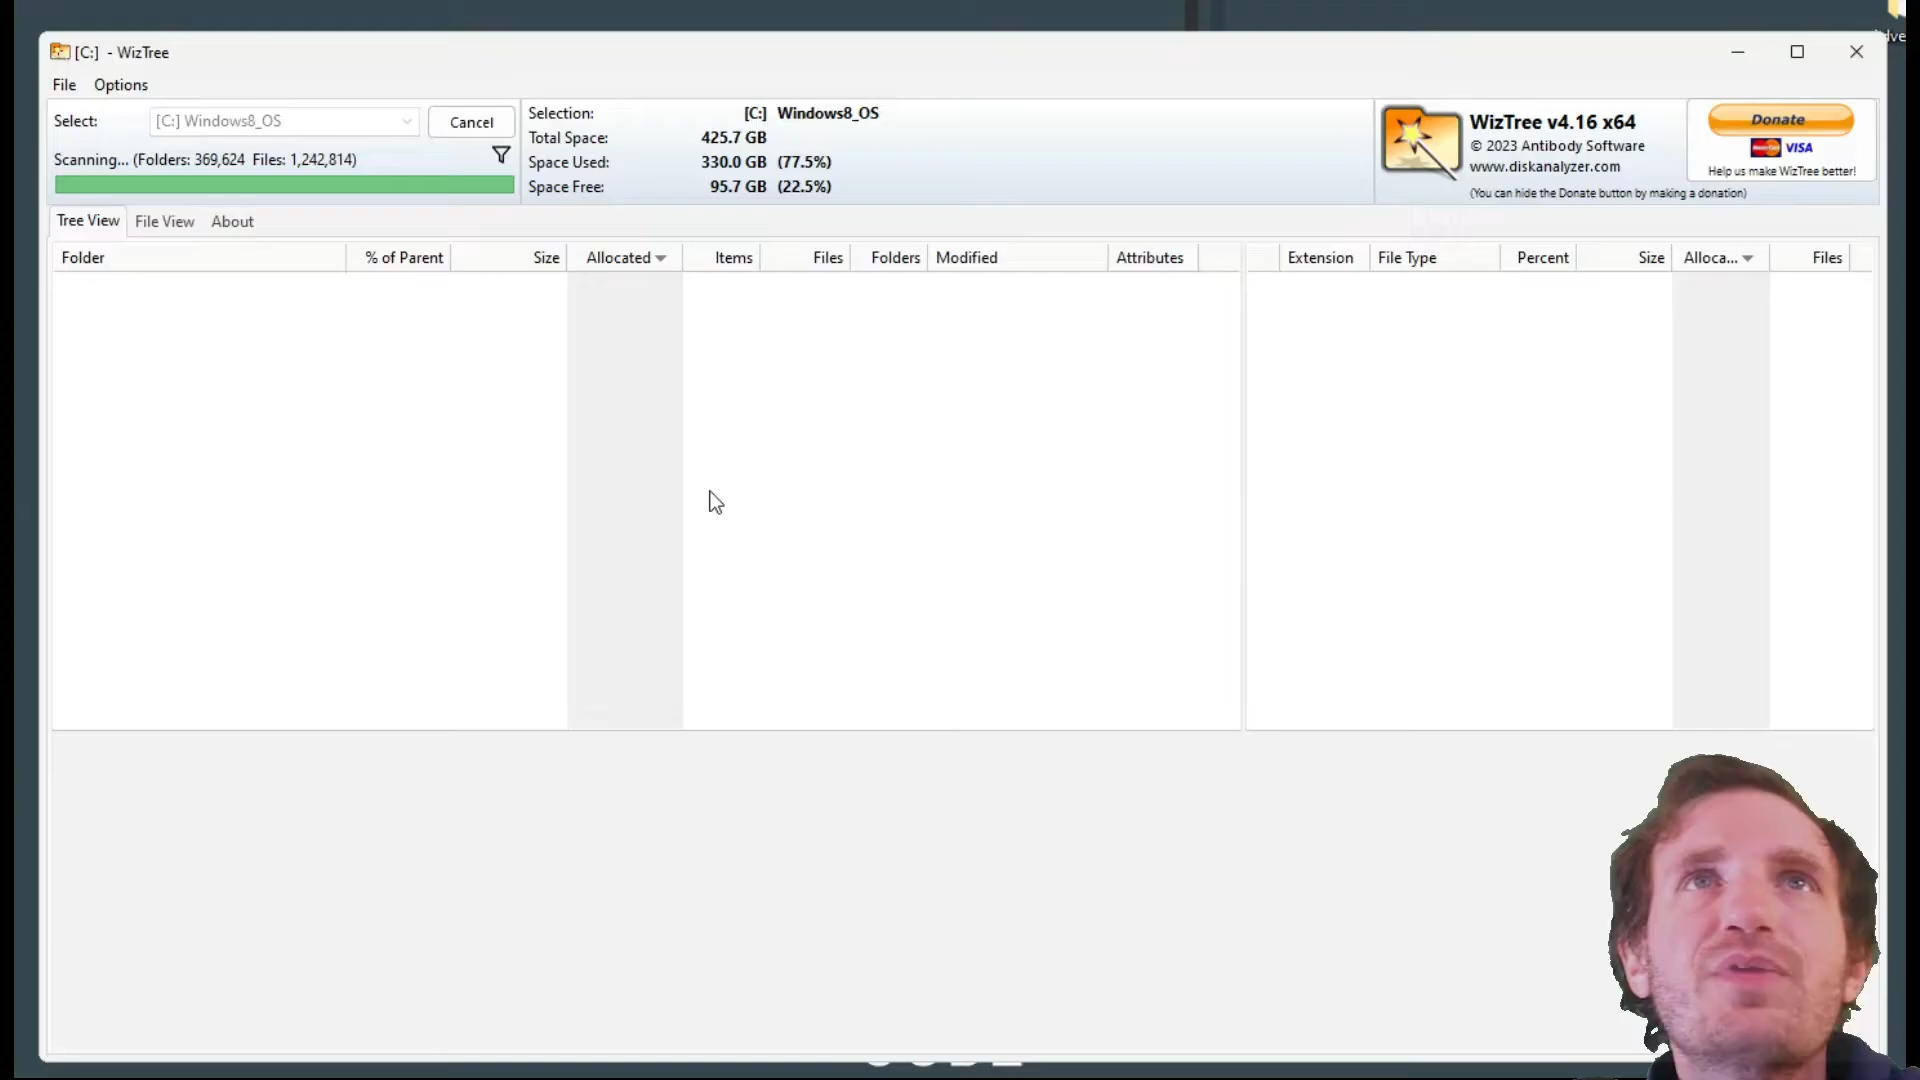 [C:] - WizTree
File Options
Select: [C:] Windows8_OS Cancel
Scanning... (Folders: 369,624 Files: 1,242,814)
Selection: [C:] Windows8_OS
Total Space: 425.7 GB
Space Used: 330.0 GB (77.5%)
Space Free: 95.7 GB (22.5%)
WizTree v4.16 x64
© 2023 Antibody Software
www.diskanalyzer.com
(You can hide the Donate button by making a donation)
Donate
MasterCard VISA
Help us make WizTree better!
Tree View File View About
Folder % of Parent Size Allocated Items Files Folders Modified Attributes
Extension File Type Percent Size Alloca... Files